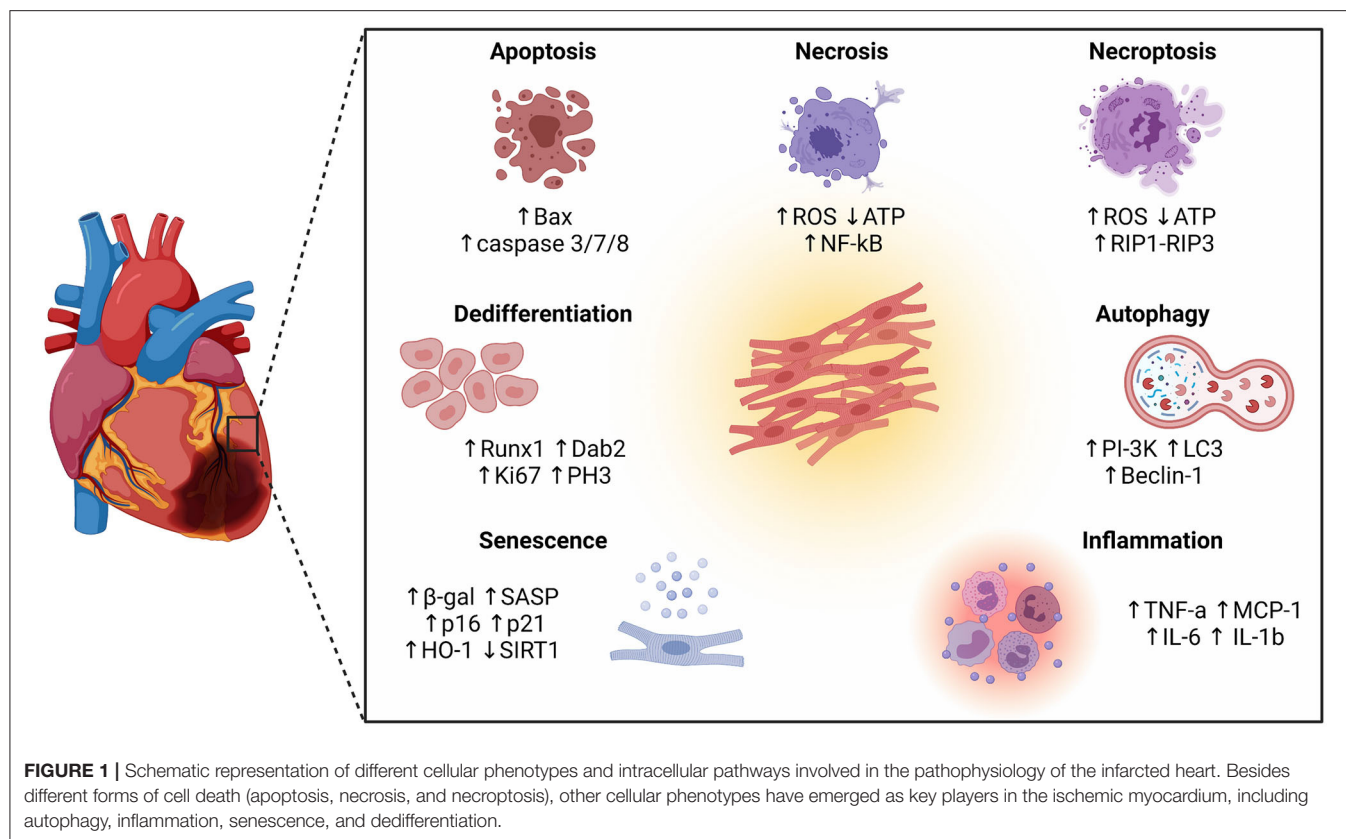 Apoptosis
Necrosis
Necroptosis
↑Bax
↑caspase 3/7/8
↑ROS ↓ATP
↑NF-kB
↑ROS ↓ATP
↑RIP1-RIP3
Dedifferentiation
Autophagy
↑Runx1 ↑Dab2
↑Ki67 ↑PH3
↑PI-3K ↑LC3
↑Beclin-1
Senescence
Inflammation
↑β-gal ↑SASP
↑p16 ↑p21
↑HO-1 ↓SIRT1
↑TNF-a ↑MCP-1
↑IL-6 ↑ IL-1b
FIGURE 1 | Schematic representation of different cellular phenotypes and intracellular pathways involved in the pathophysiology of the infarcted heart. Besides
different forms of cell death (apoptosis, necrosis, and necroptosis), other cellular phenotypes have emerged as key players in the ischemic myocardium, including
autophagy, inflammation, senescence, and dedifferentiation.